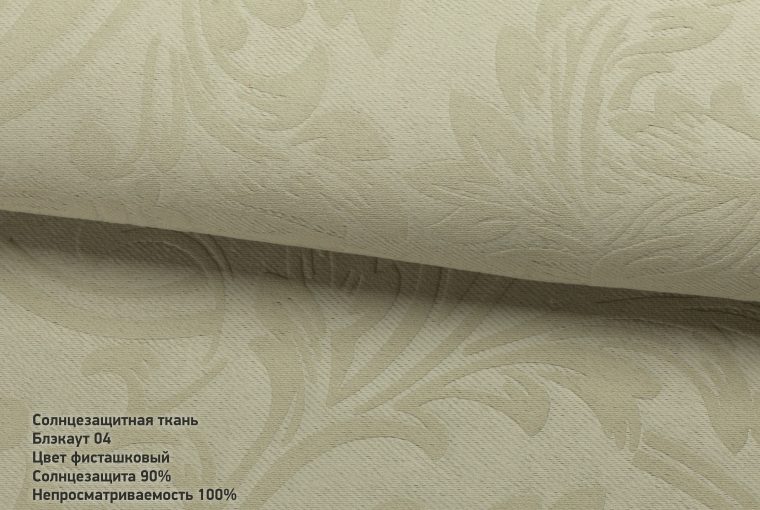 Солнцезащитная ткань
Блэкаут 04
Цвет фисташковый
Солнцезащита 90%
Непросматриваемость 100%